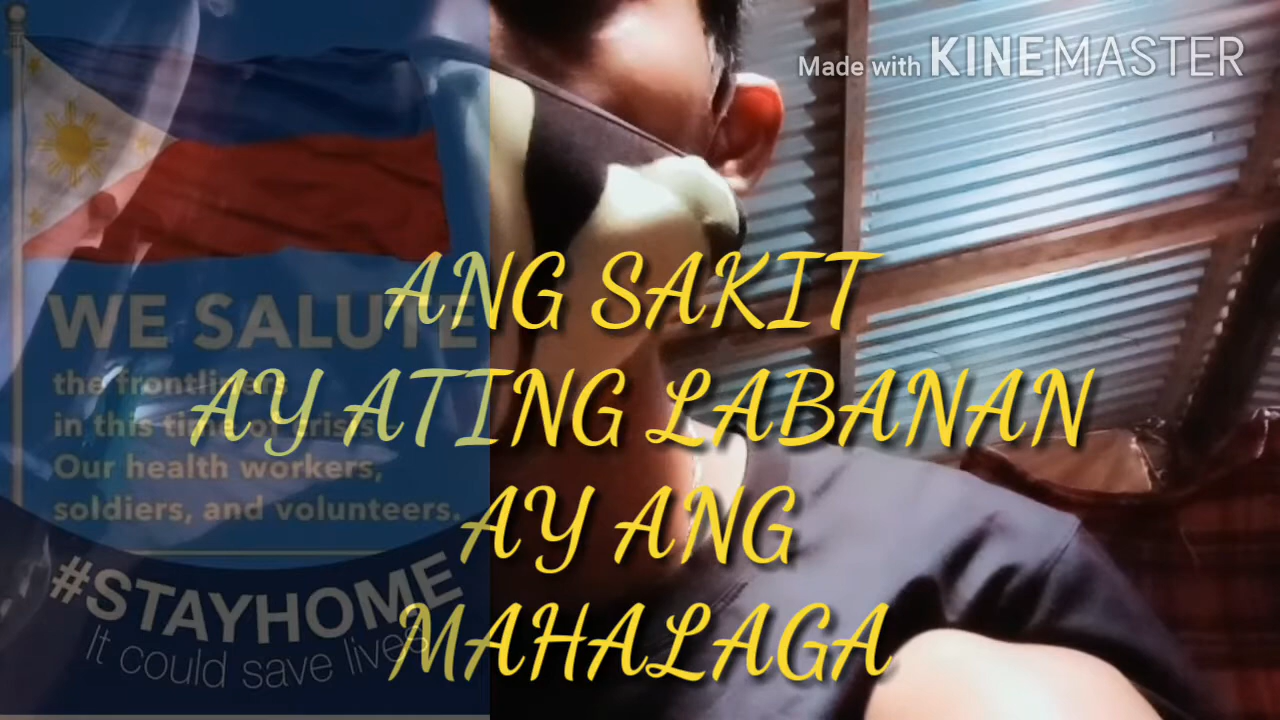 Made with KINEMASTER
WE SALUTE
the frontliners
in this time of crisis
Our health workers,
soldiers, and volunteers.
#STAYHOME
It could save lives
ANG SAKIT
AY ATING LABANAN
AY ANG
MAHALAGA